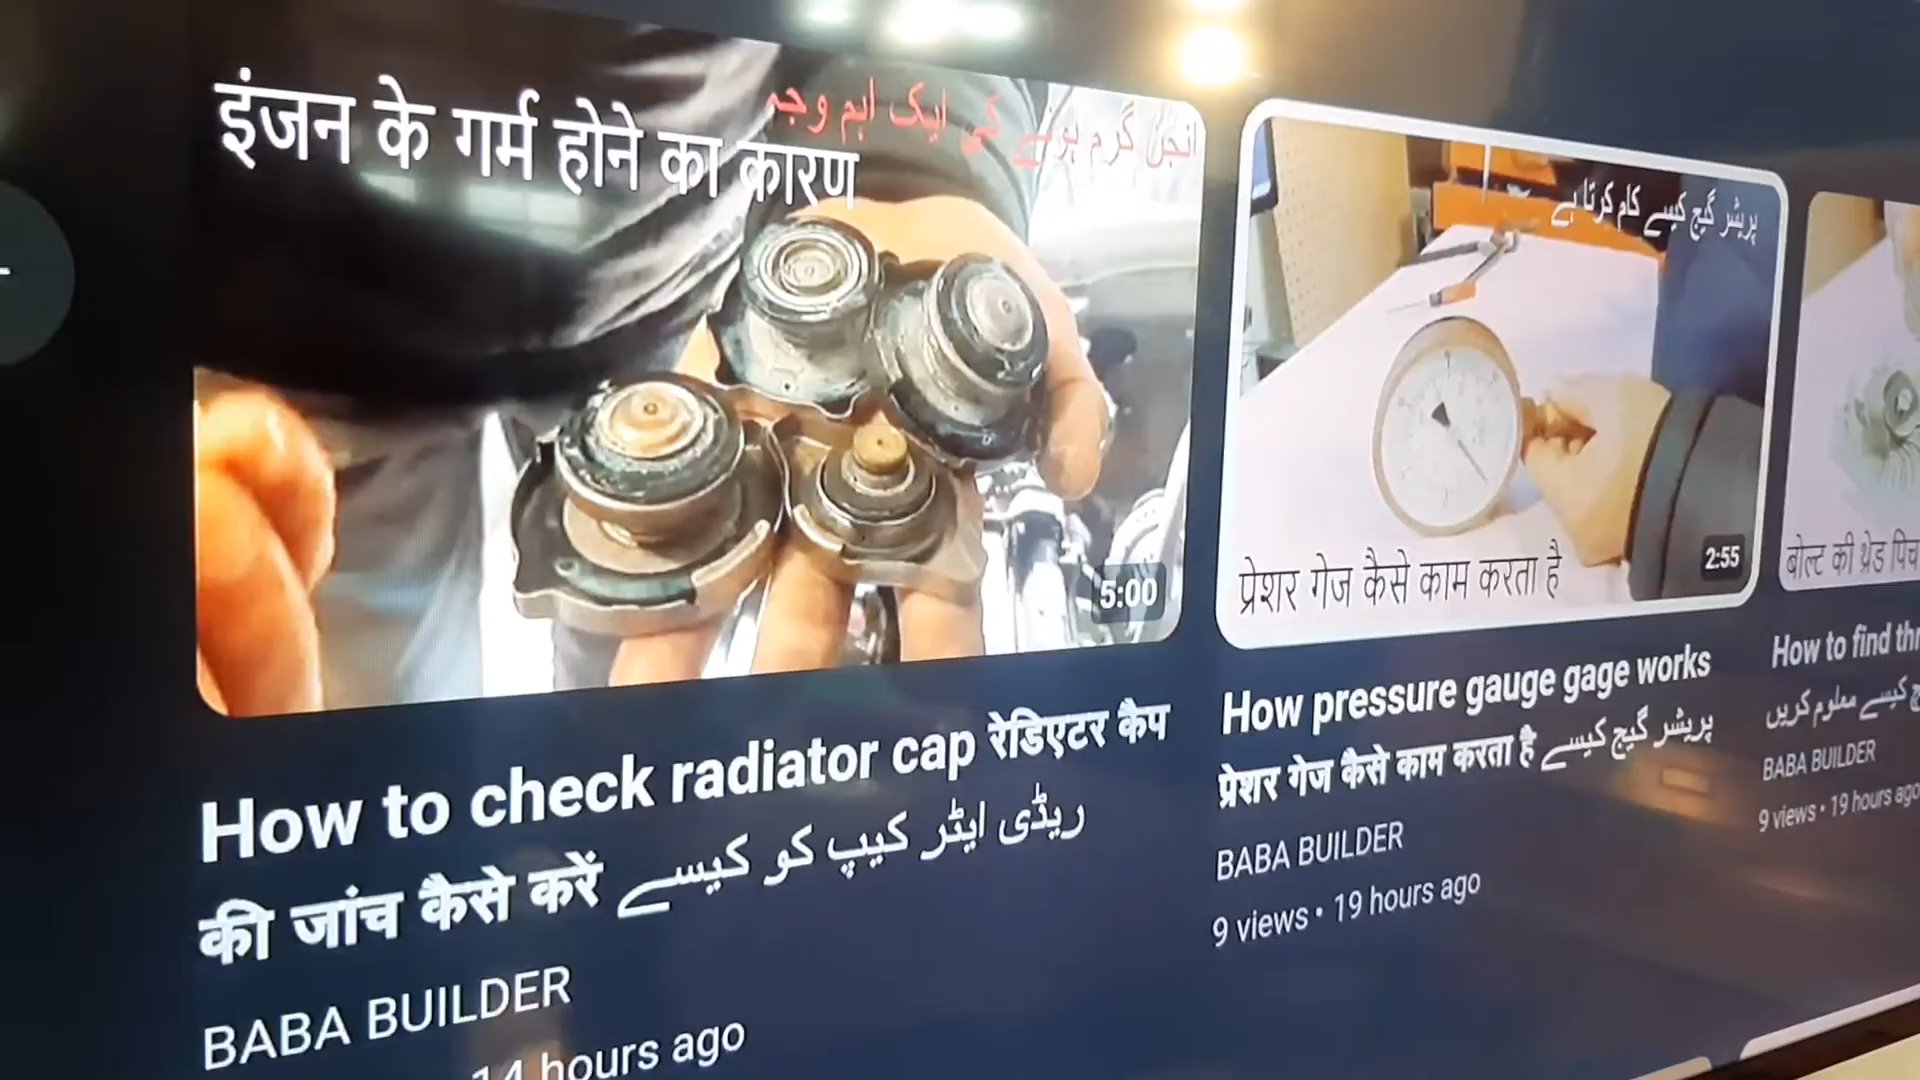 इंजन के गर्म होने का कारण
انجن گرم ہونے کی ایک اہم وجہ
5:00
How to check radiator cap रेडिएटर कैप
की जांच कैसे करें ریڈی ایٹر کیپ کو کیسے
BABA BUILDER
14 hours ago
پریشر گیج کیسے کام کرتا ہے
प्रेशर गेज कैसे काम करता है
2:55
How pressure gauge gage works
प्रेशर गेज कैसे काम करता है پریشر گیج کیسے
BABA BUILDER
9 views • 19 hours ago
बोल्ट की थ्रेड पिच
How to find
کیسے معلوم کریں
BABA BUILDER
9 views • 19 hours ago